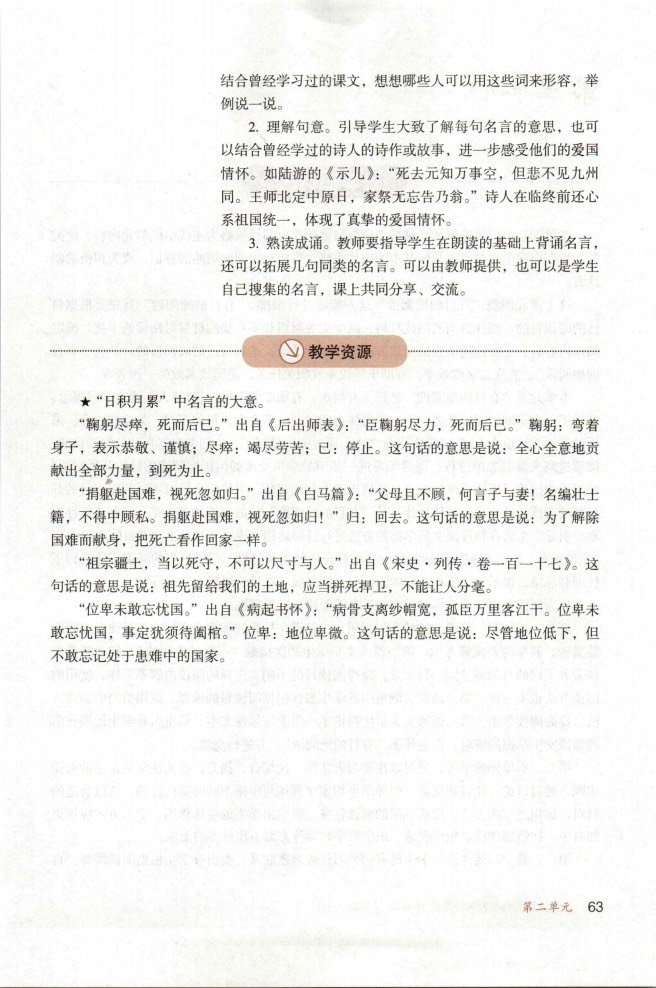 结合曾经学习过的课文，想想哪些人可以用这些词来形容，举
例说一说。
2. 理解句意。引导学生大致了解每句名言的意思，也可
以结合曾经学过的诗人的诗作或故事，进一步感受他们的爱国
情怀。如陆游的《示儿》：“死去元知万事空，但悲不见九州
同。王师北定中原日，家祭无忘告乃翁。”诗人在临终前还心
系祖国统一，体现了真挚的爱国情怀。
3. 熟读成诵。教师要指导学生在朗读的基础上背诵名言，
还可以拓展几句同类的名言。可以由教师提供，也可以是学生
自己搜集的名言，课上共同分享、交流。
教学资源
★“日积月累”中名言的大意。
“鞠躬尽瘁，死而后已。”出自《后出师表》：“臣鞠躬尽力，死而后已。”鞠躬：弯着
身子，表示恭敬、谨慎；尽瘁：竭尽劳苦；已：停止。这句话的意思是说：全心全意地贡
献出全部力量，到死为止。
“捐躯赴国难，视死忽如归。”出自《白马篇》：“父母且不顾，何言子与妻！名编壮士
籍，不得中顾私。捐躯赴国难，视死忽如归！”归：回去。这句话的意思是说：为了解除
国难而献身，把死亡看作回家一样。
“祖宗疆土，当以死守，不可以尺寸与人。”出自《宋史·列传·卷一百一十七》。这
句话的意思是说：祖先留给我们的土地，应当拼死捍卫，不能让人分毫。
“位卑未敢忘忧国。”出自《病起书怀》：“病骨支离纱帽宽，孤臣万里客江干。位卑未
敢忘忧国，事定犹须待阖棺。”位卑：地位卑微。这句话的意思是说：尽管地位低下，但
不敢忘记处于患难中的国家。
第二单元 63